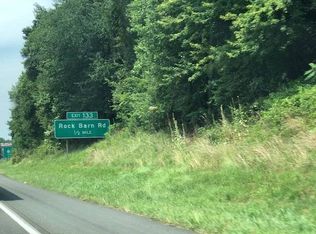 EXIT 133
Rock Barn Rd
½ MILE